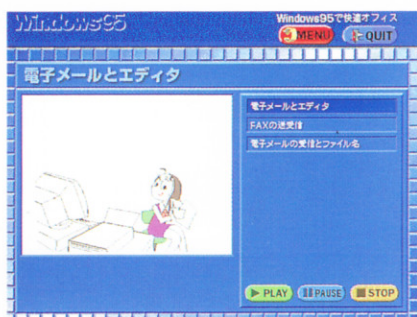 Windows95
Windows95で快適オフィス
MENU
QUIT
電子メールとエディタ
電子メールとエディタ
FAXの送受信
電子メールの受信とファイル名
PLAY
PAUSE
STOP